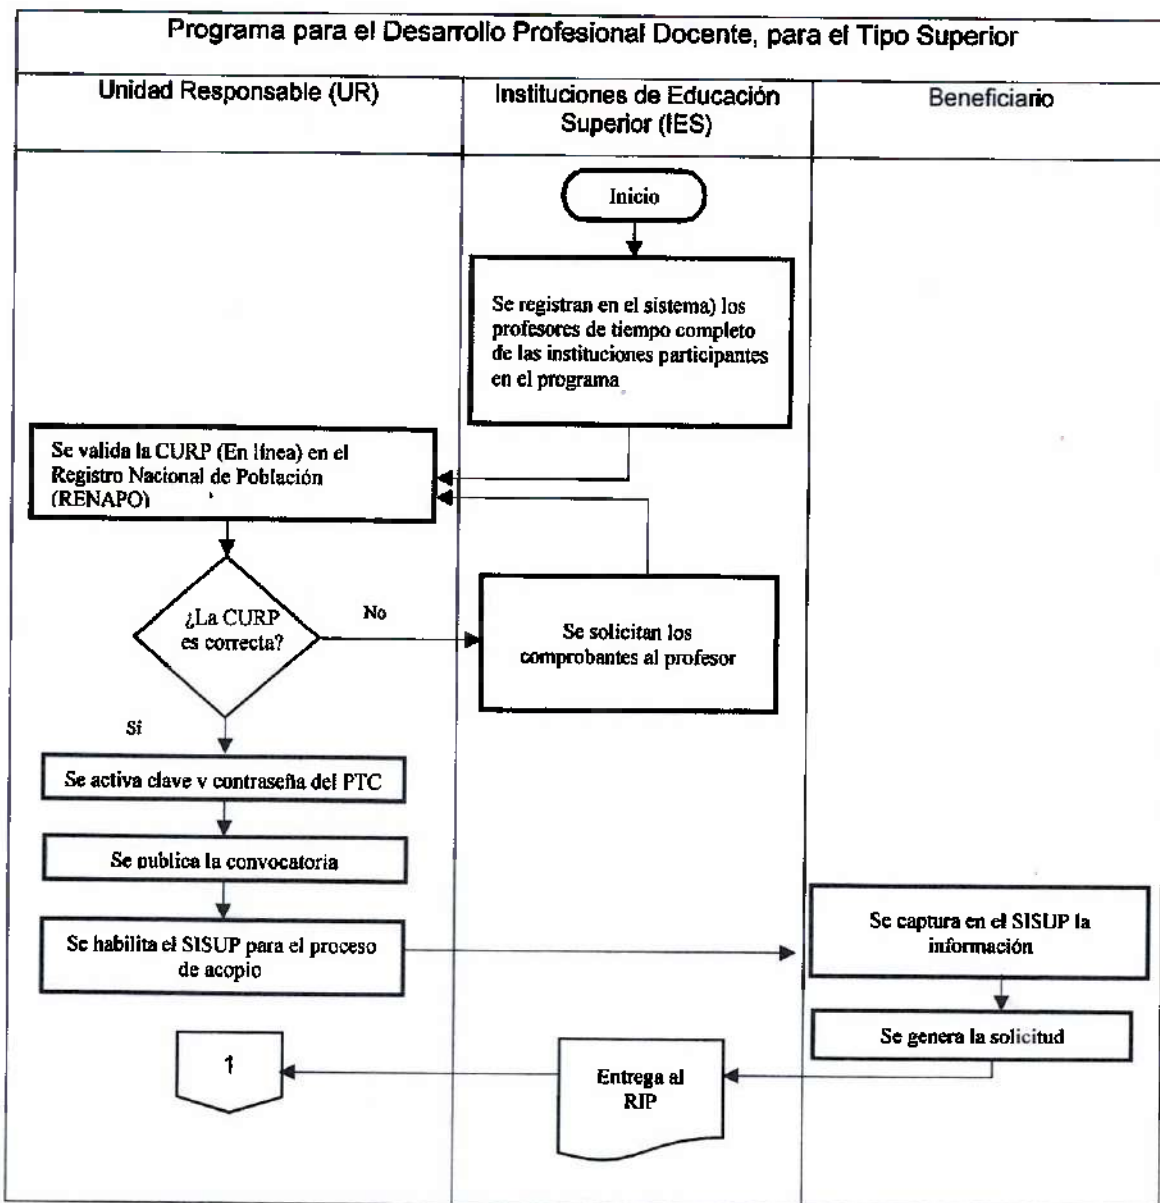 Programa para el Desarrollo Profesional Docente, para el Tipo Superior
Unidad Responsable (UR)
Instituciones de Educación
Superior (IES)
Beneficiario
Inicio
Se registran en el sistema) los
profesores de tiempo completo
de las instituciones participantes
en el programa
Se valida la CURP (En línea) en el
Registro Nacional de Población
(RENAPO)
¿La CURP
es correcta?
No
Se solicitan los
comprobantes al profesor
Si
Se activa clave y contraseña del PTC
Se publica la convocatoria
Se habilita el SISUP para el proceso
de acopio
Se captura en el SISUP la
información
Se genera la solicitud
Entrega al
RIP
1